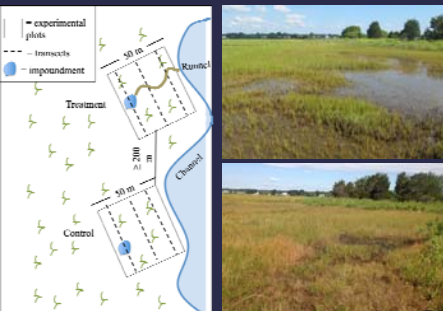 = experimental
plots
– transects
– impoundment
50 m
Runnel
Treatment
≥ 200
m
Channel
50 m
Control